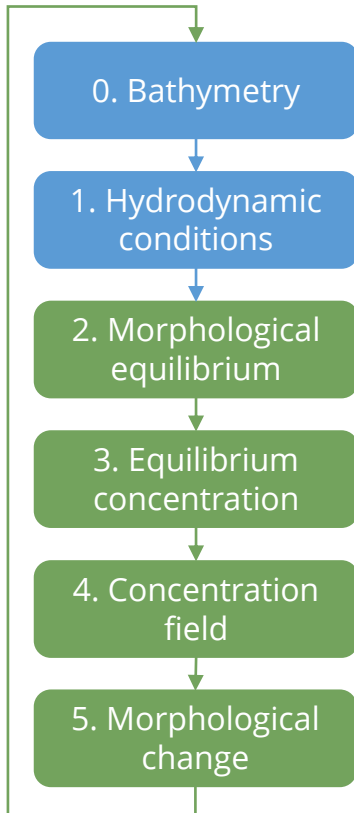 0. Bathymetry
1. Hydrodynamic
conditions
2. Morphological
equilibrium
3. Equilibrium
concentration
4. Concentration
field
5. Morphological
change